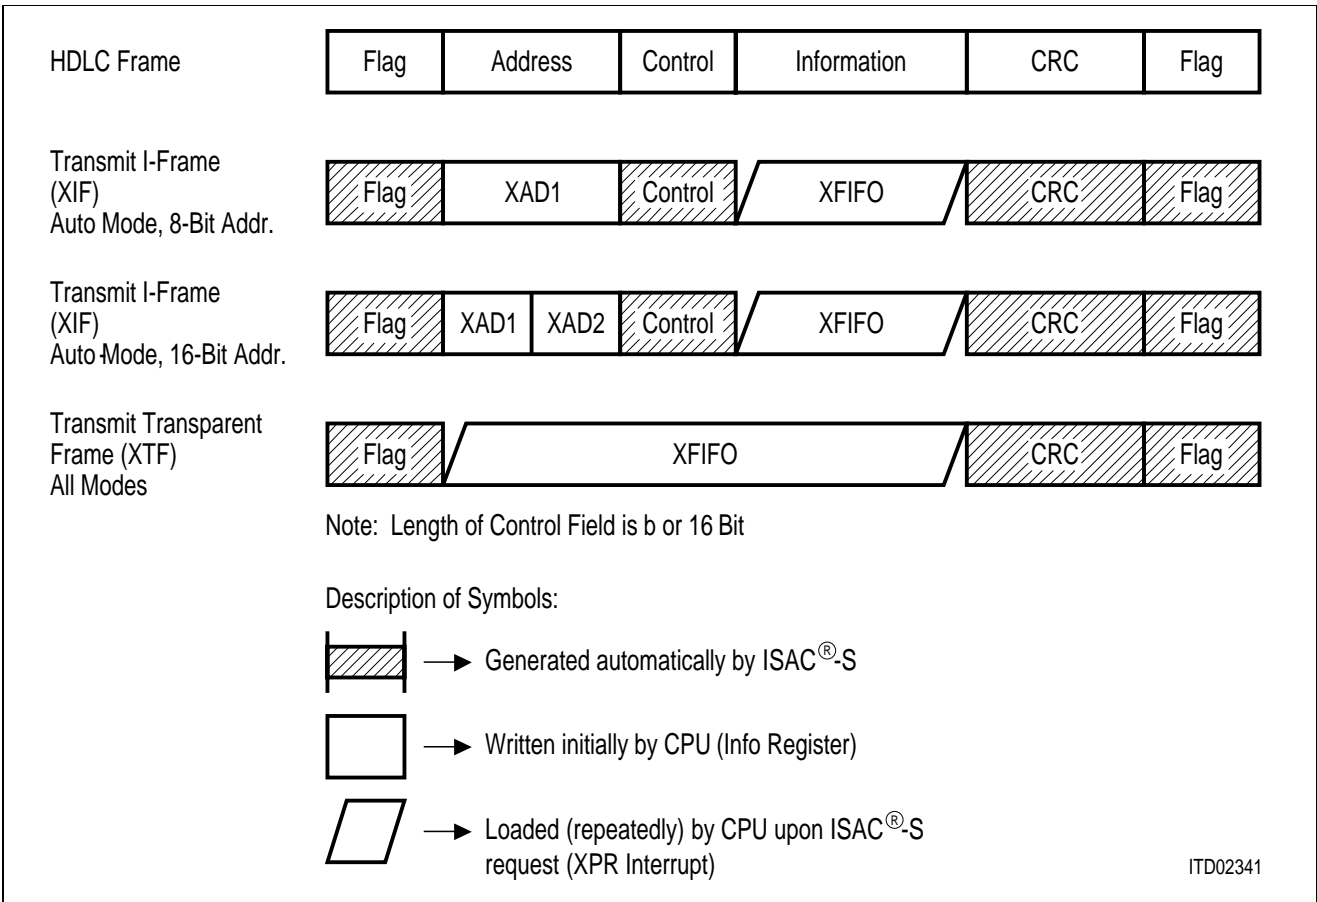 HDLC Frame
Flag Address Control Information CRC Flag
Transmit I-Frame
(XIF)
Auto Mode, 8-Bit Addr.
Flag XAD1 Control XFIFO CRC Flag
Transmit I-Frame
(XIF)
Auto-Mode, 16-Bit Addr.
Flag XAD1 XAD2 Control XFIFO CRC Flag
Transmit Transparent
Frame (XTF)
All Modes
Flag XFIFO CRC Flag
Note: Length of Control Field is b or 16 Bit
Description of Symbols:
Generated automatically by ISAC®-S
Written initially by CPU (Info Register)
Loaded (repeatedly) by CPU upon ISAC®-S
request (XPR Interrupt)
ITD02341